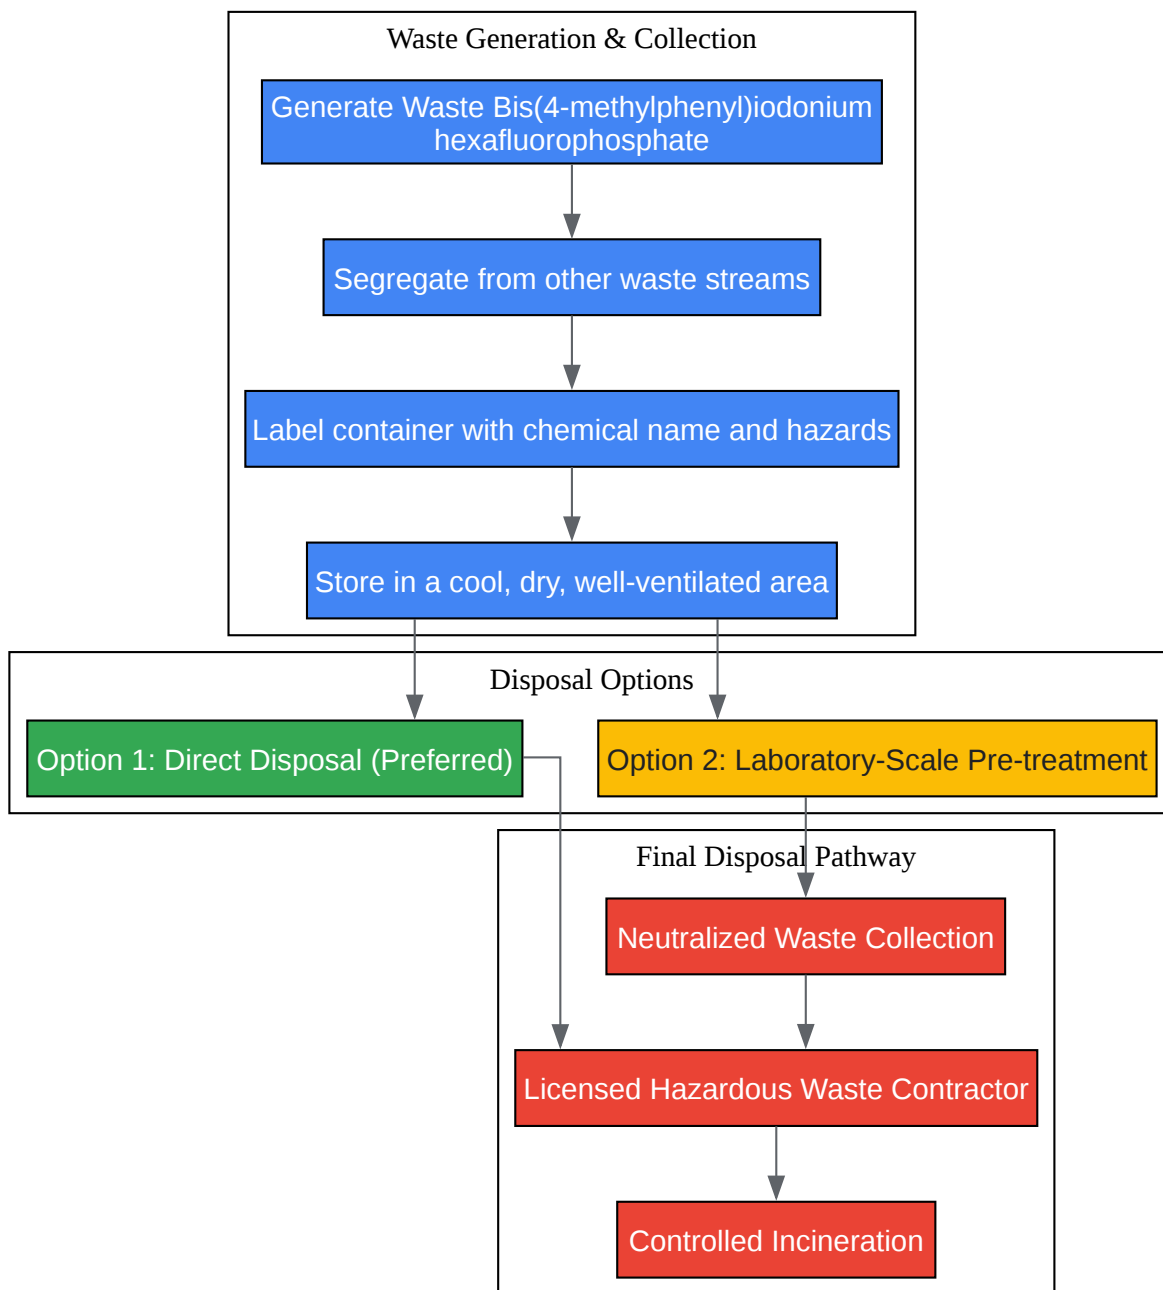 Waste Generation & Collection
Generate Waste Bis(4-methylphenyl)iodonium
hexafluorophosphate
Segregate from other waste streams
Label container with chemical name and hazards
Store in a cool, dry, well-ventilated area
Disposal Options
Option 1: Direct Disposal (Preferred)
Option 2: Laboratory-Scale Pre-treatment
Final Disposal Pathway
Neutralized Waste Collection
Licensed Hazardous Waste Contractor
Controlled Incineration